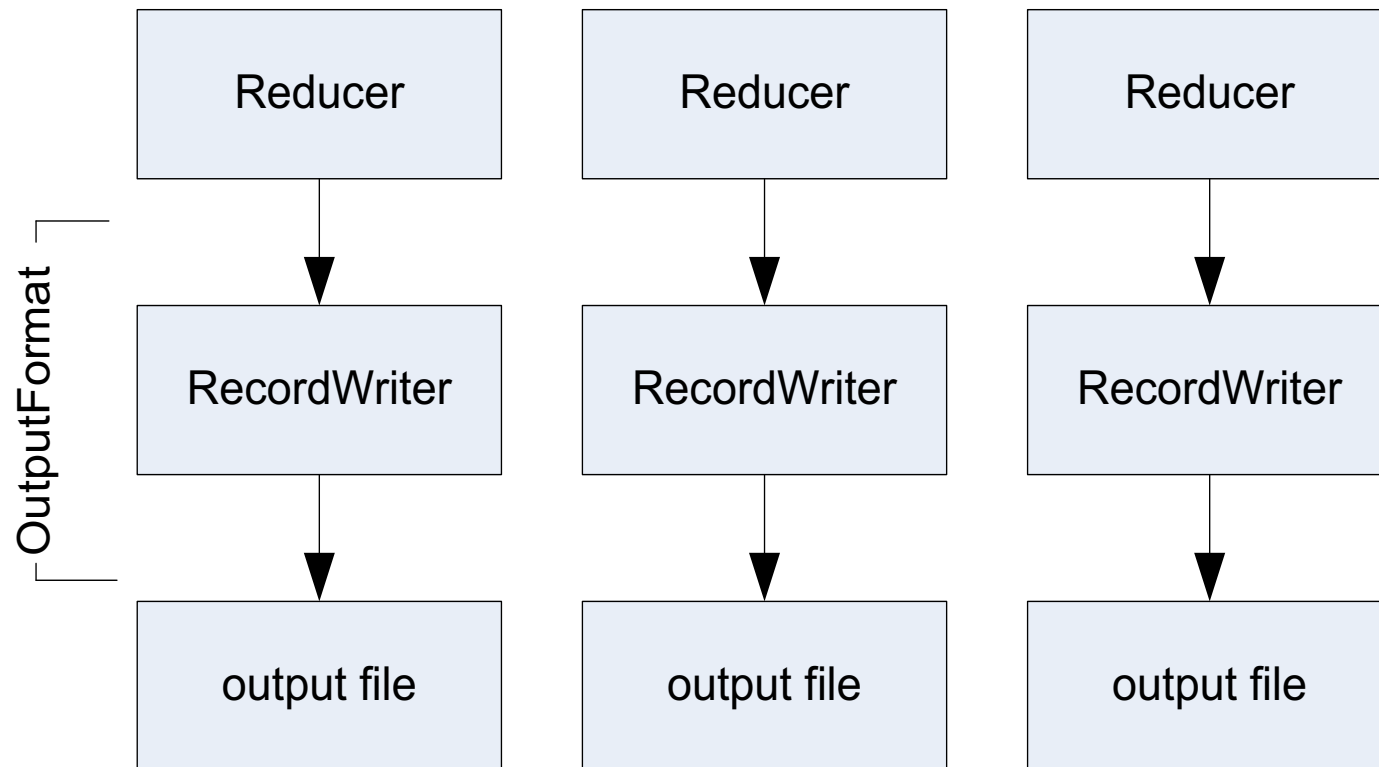 Reducer Reducer Reducer
OutputFormat
RecordWriter RecordWriter RecordWriter
output file output file output file